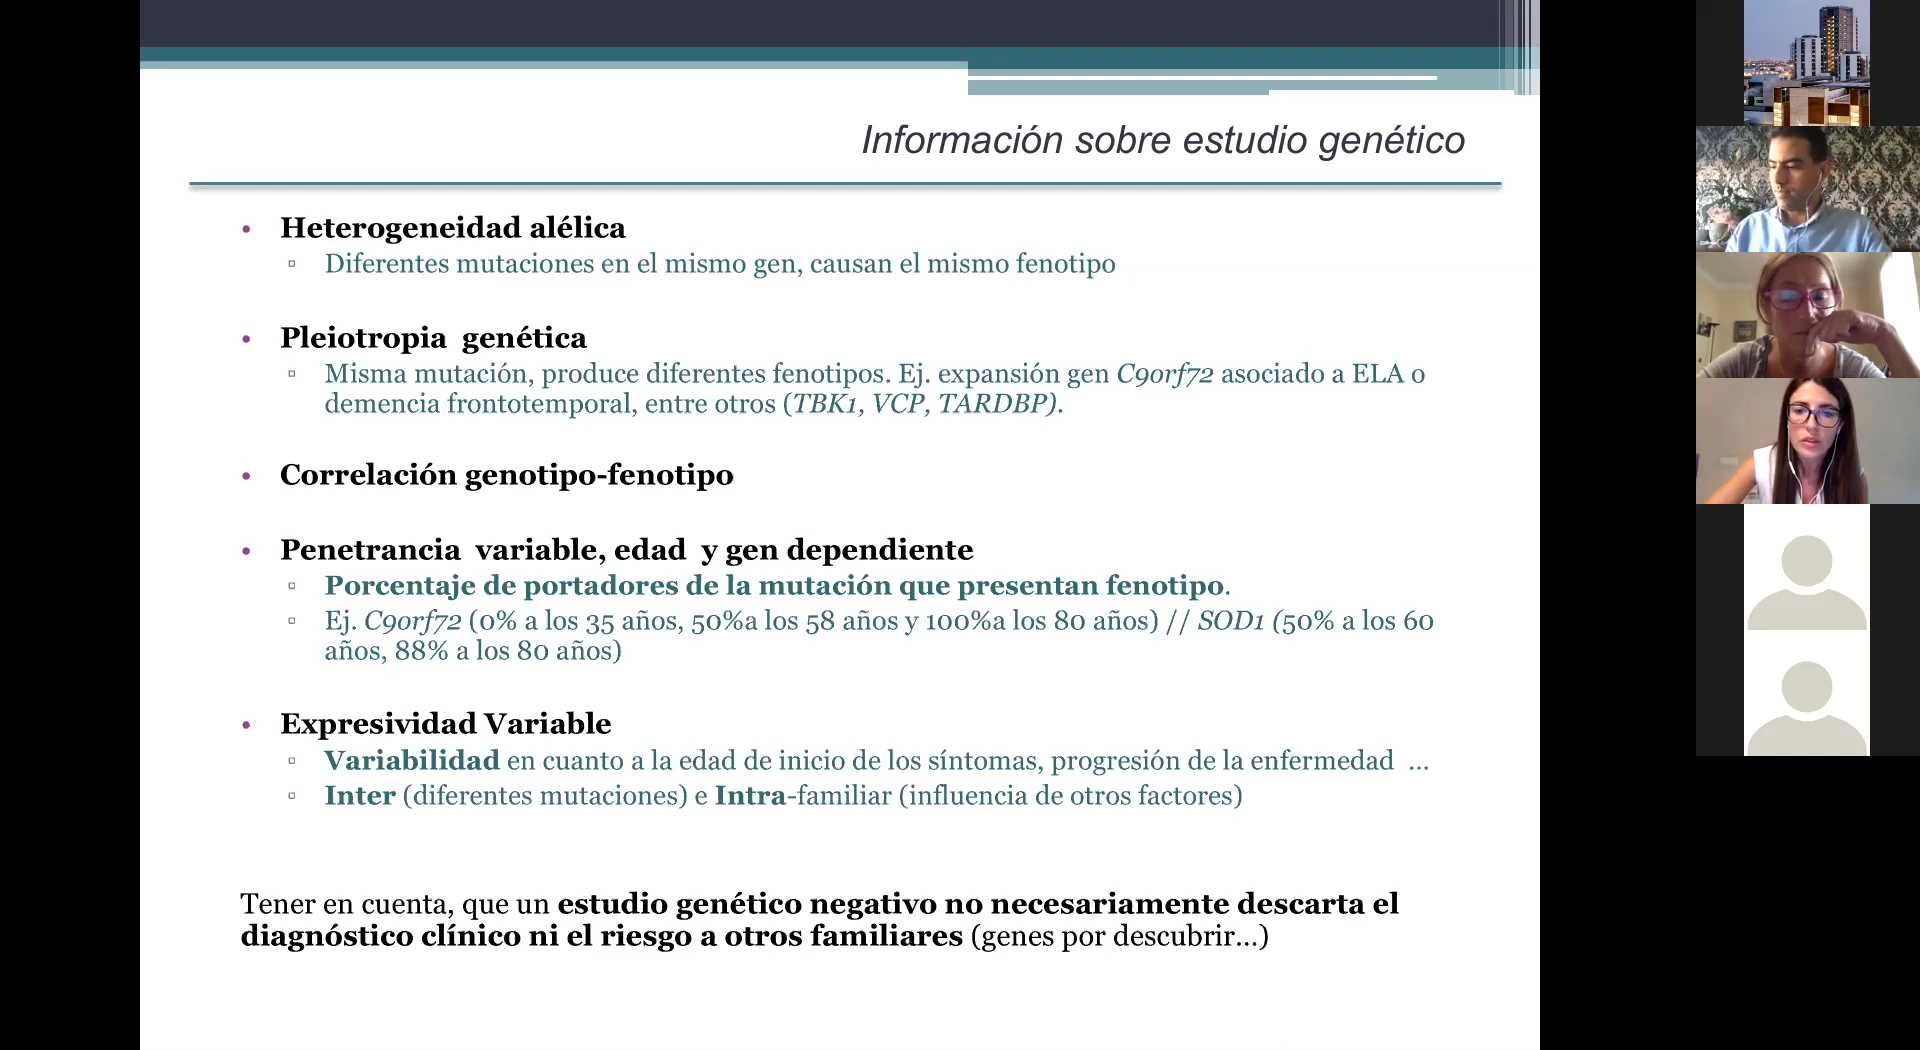 Información sobre estudio genético
• Heterogeneidad alélica
▫ Diferentes mutaciones en el mismo gen, causan el mismo fenotipo
• Pleiotropia genética
▫ Misma mutación, produce diferentes fenotipos. Ej. expansión gen C9orf72 asociado a ELA o
demencia frontotemporal, entre otros (TBK1, VCP, TARDBP).
• Correlación genotipo-fenotipo
• Penetrancia variable, edad y gen dependiente
▫ Porcentaje de portadores de la mutación que presentan fenotipo.
▫ Ej. C9orf72 (0% a los 35 años, 50%a los 58 años y 100%a los 80 años) // SOD1 (50% a los 60
años, 88% a los 80 años)
• Expresividad Variable
▫ Variabilidad en cuanto a la edad de inicio de los síntomas, progresión de la enfermedad ...
▫ Inter (diferentes mutaciones) e Intra-familiar (influencia de otros factores)
Tener en cuenta, que un estudio genético negativo no necesariamente descarta el
diagnóstico clínico ni el riesgo a otros familiares (genes por descubrir...)